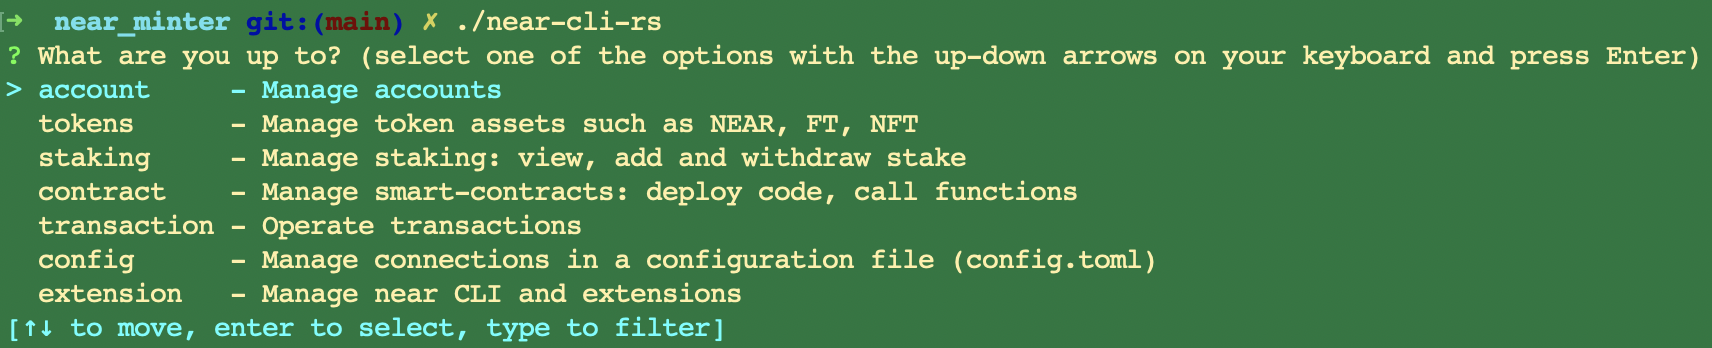 ➜  near_minter git:(main) ✗ ./near-cli-rs
? What are you up to? (select one of the options with the up-down arrows on your keyboard and press Enter)
> account     - Manage accounts
  tokens      - Manage token assets such as NEAR, FT, NFT
  staking     - Manage staking: view, add and withdraw stake
  contract    - Manage smart-contracts: deploy code, call functions
  transaction - Operate transactions
  config      - Manage connections in a configuration file (config.toml)
  extension   - Manage near CLI and extensions
[↑↓ to move, enter to select, type to filter]